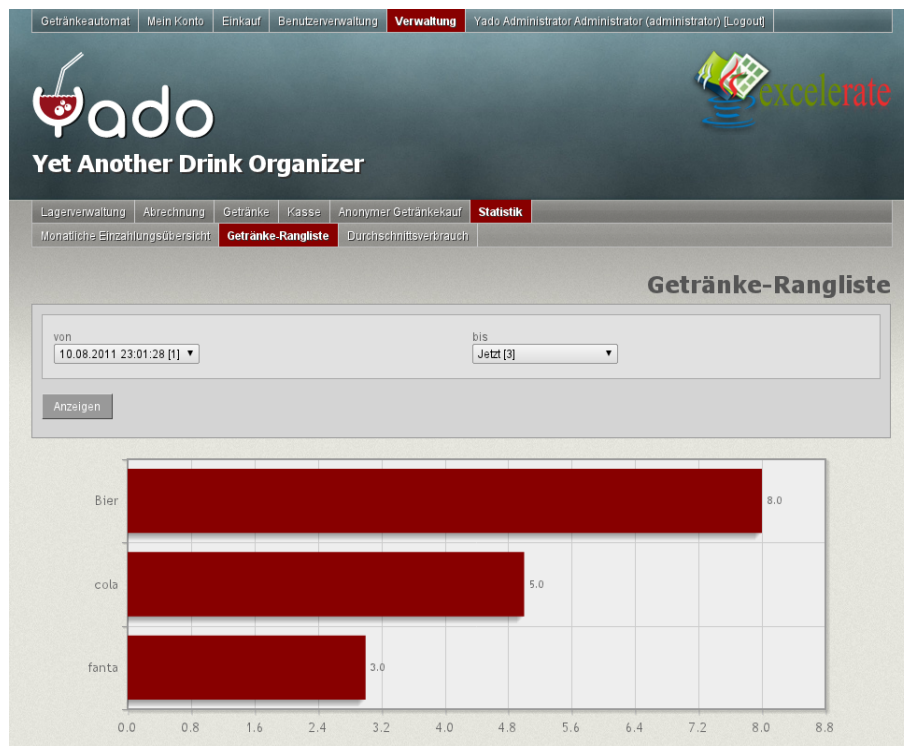 Getränkeautomat Mein Konto Einkauf Benutzerverwaltung Verwaltung Yado Administrator Administrator (administrator) [Logout]
yado
excelerate
Yet Another Drink Organizer
Lagerverwaltung Abrechnung Getränke Kasse Anonymer Getränkekauf Statistik
Monatliche Einzahlungsübersicht Getränke-Rangliste Durchschnittsverbrauch
Getränke-Rangliste
von bis
10.08.2011 23:01:28 [1] Jetzt [3]
Anzeigen
Bier 8.0
cola 5.0
fanta 3.0
0.0 0.8 1.6 2.4 3.2 4.0 4.8 5.6 6.4 7.2 8.0 8.8